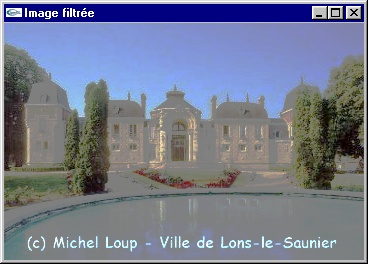 Image filtrée
(c) Michel Loup - Ville de Lons-le-Saunier